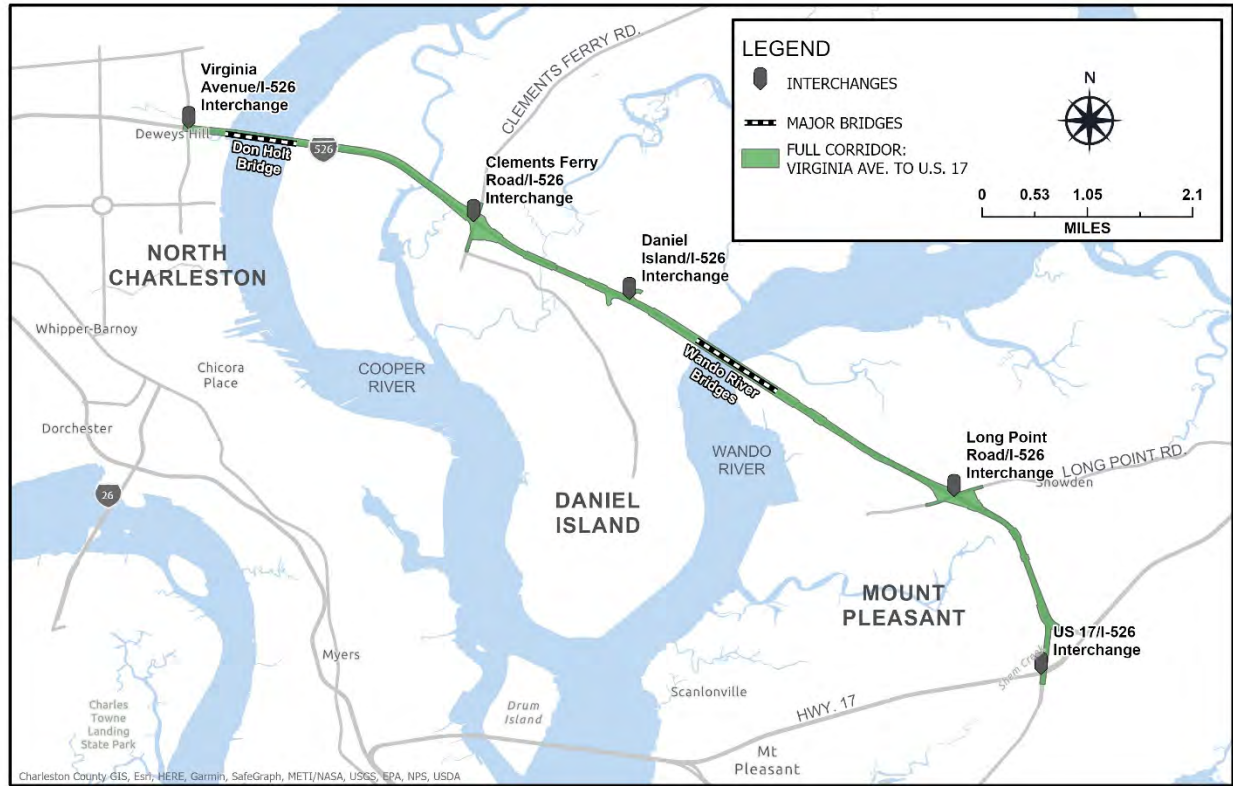 Virginia
Avenue/I-526
Interchange
Deweys Hill
Don Holt
Bridge
526
CLEMENTS FERRY RD.
Clements Ferry
Road/I-526
Interchange
Daniel
Island/I-526
Interchange
LEGEND
INTERCHANGES
MAJOR BRIDGES
FULL CORRIDOR:
VIRGINIA AVE. TO U.S. 17
N
0 0.53 1.05 2.1
MILES
NORTH
CHARLESTON
Whipper-Barnoy
Chicora
Place
Dorchester
26
COOPER
RIVER
Wando River
Bridges
WANDO
RIVER
DANIEL
ISLAND
Long Point
Road/I-526
Interchange
LONG POINT RD.
Snowden
MOUNT
PLEASANT
US 17/I-526
Interchange
Shem Creek
HWY. 17
Myers
Scanlonville
Drum
Island
Mt
Pleasant
Charles
Towne
Landing
State Park
Charleston County GIS, Esri, HERE, Garmin, SafeGraph, METI/NASA, USGS, EPA, NPS, USDA